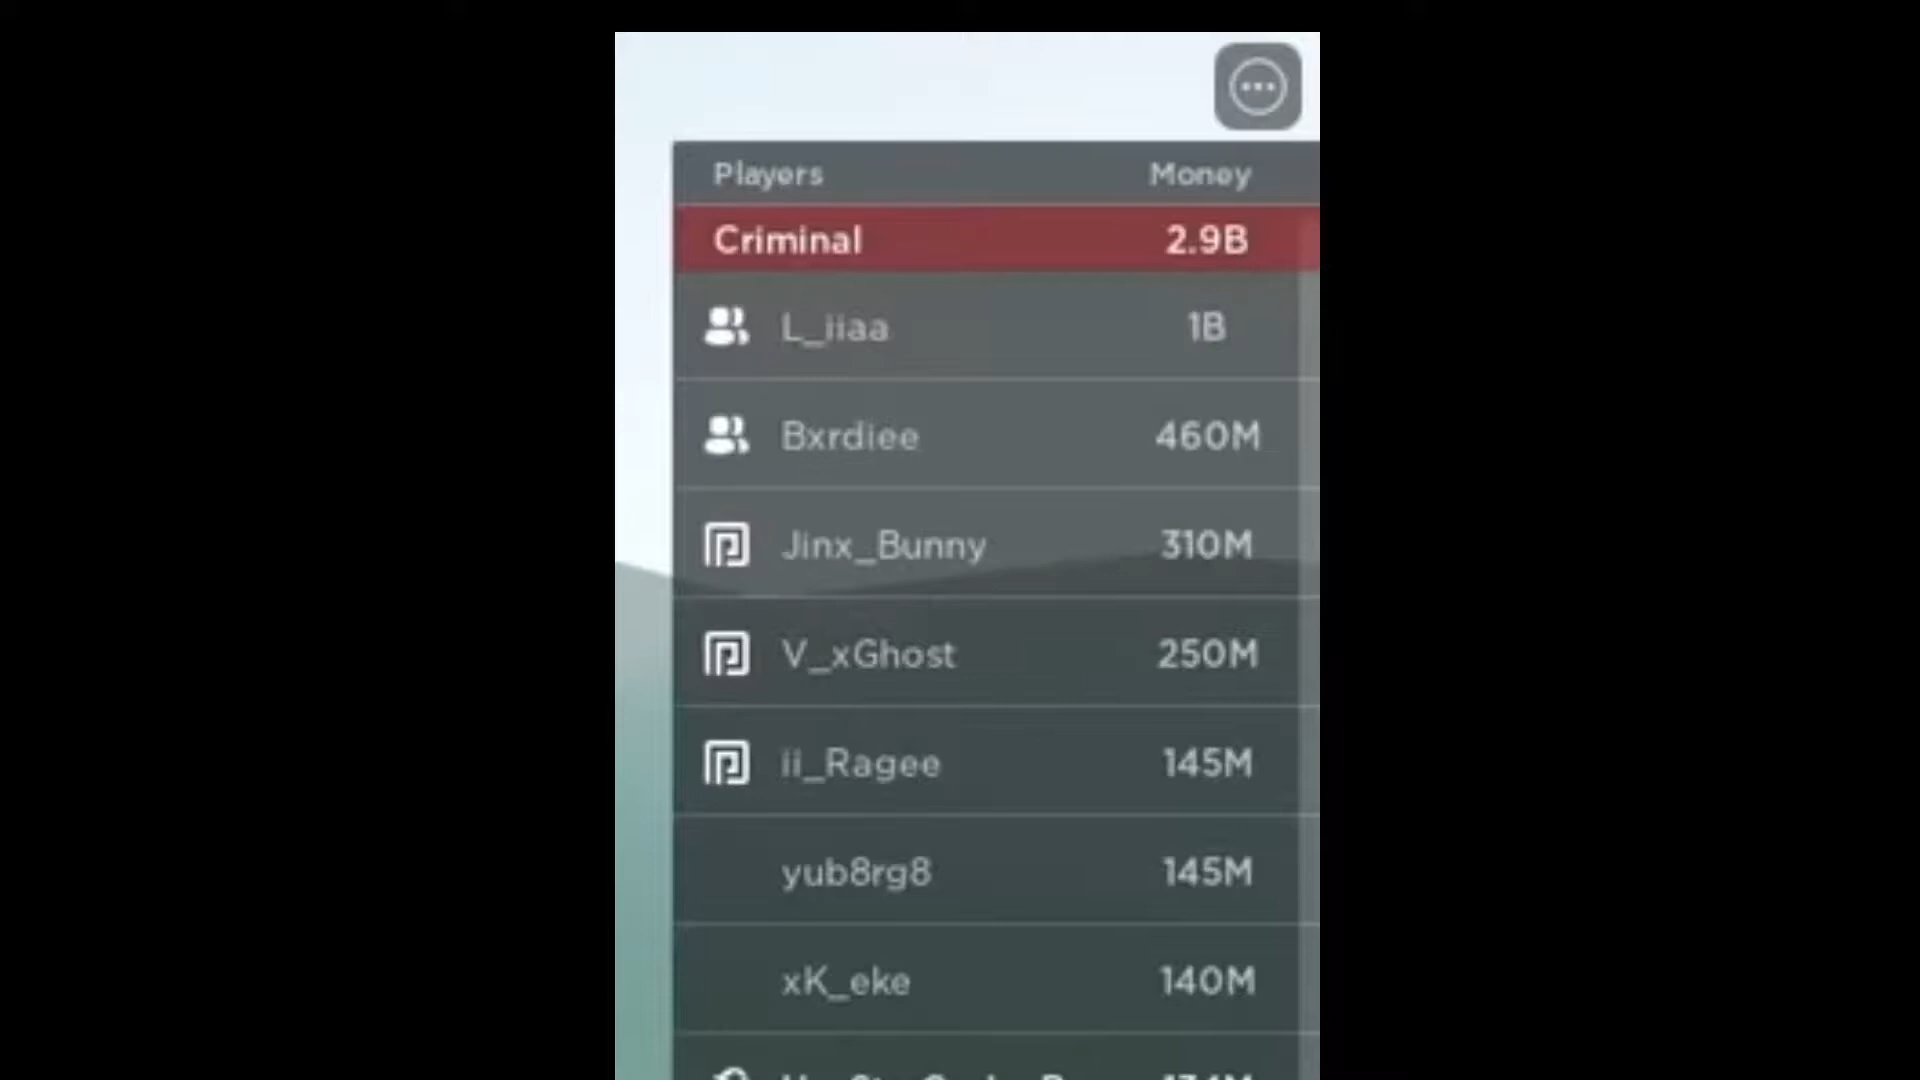 Players Money
Criminal 2.9B
L_iiaa 1B
Bxrdiee 460M
Jinx_Bunny 310M
V_xGhost 250M
ii_Ragee 145M
yub8rg8 145M
xK_eke 140M